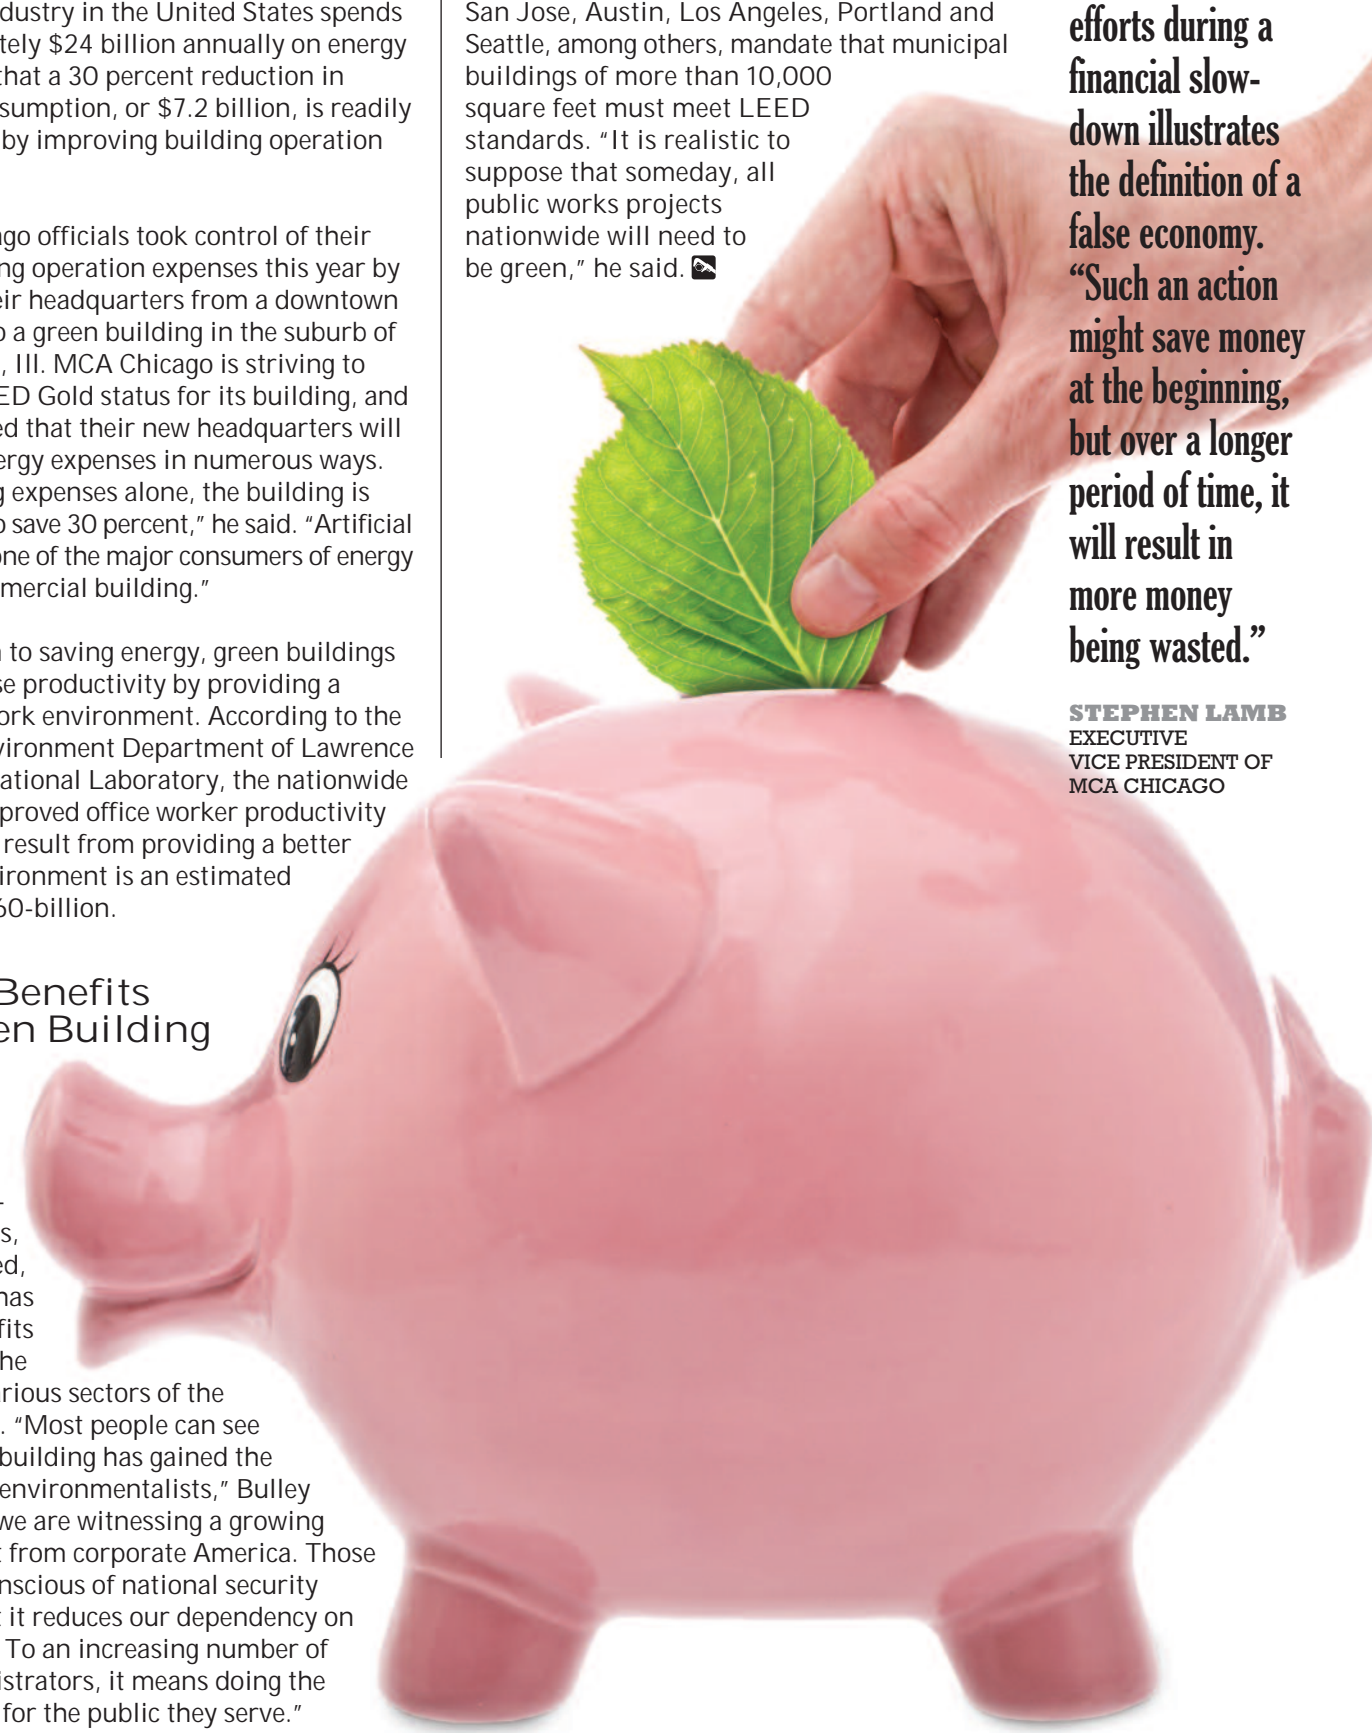 dustry in the United States spends
tely $24 billion annually on energy
that a 30 percent reduction in
sumption, or $7.2 billion, is readily
by improving building operation
go officials took control of their
ng operation expenses this year by
eir headquarters from a downtown
o a green building in the suburb of
, Ill. MCA Chicago is striving to
ED Gold status for its building, and
ed that their new headquarters will
ergy expenses in numerous ways.
g expenses alone, the building is
o save 30 percent,” he said. “Artificial
one of the major consumers of energy
mercial building.”
to saving energy, green buildings
se productivity by providing a
ork environment. According to the
vironment Department of Lawrence
ational Laboratory, the nationwide
proved office worker productivity
result from providing a better
ironment is an estimated
60-billion.
Benefits
en Building
-
s,
ed,
has
fits
he
rious sectors of the
. “Most people can see
building has gained the
environmentalists,” Bulley
we are witnessing a growing
t from corporate America. Those
nscious of national security
t it reduces our dependency on
To an increasing number of
istrators, it means doing the
for the public they serve.”
San Jose, Austin, Los Angeles, Portland and
Seattle, among others, mandate that municipal
buildings of more than 10,000
square feet must meet LEED
standards. “It is realistic to
suppose that someday, all
public works projects
nationwide will need to
be green,” he said.
efforts during a
financial slow-
down illustrates
the definition of a
false economy.
“Such an action
might save money
at the beginning,
but over a longer
period of time, it
will result in
more money
being wasted.”
STEPHEN LAMB
EXECUTIVE
VICE PRESIDENT OF
MCA CHICAGO